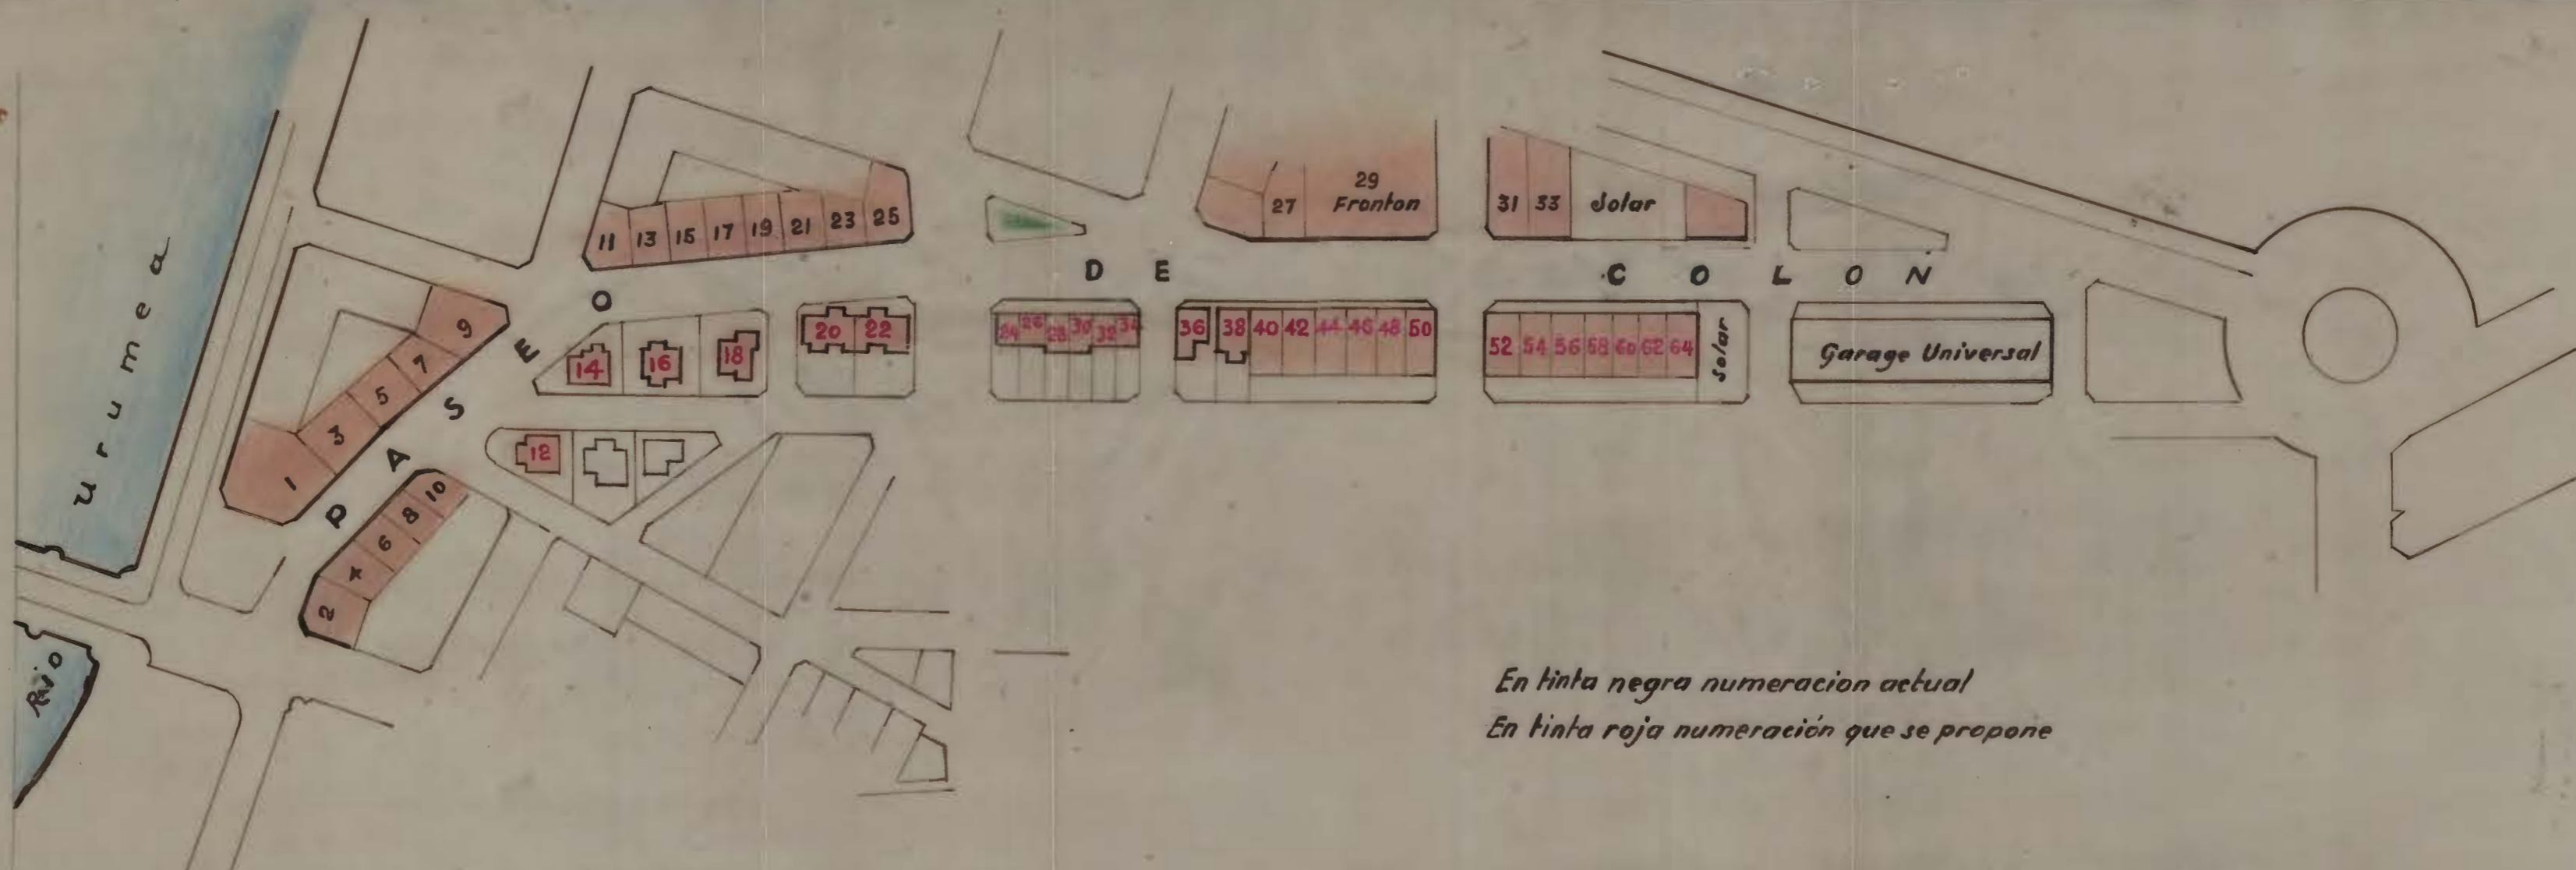 Urumea
Rio
PASEO DE COLON
1 3 5 7 9
11 13 15 17 19 21 23 25
27
29
Fronton
31 33 Solar
2 4 6 8 10
12
14 16 18
20 22
24 26 28 30 32 34
36 38 40 42 44 46 48 50
52 54 56 58 60 62 64 Solar
Garage Universal
En tinta negra numeracion actual
En tinta roja numeración que se propone